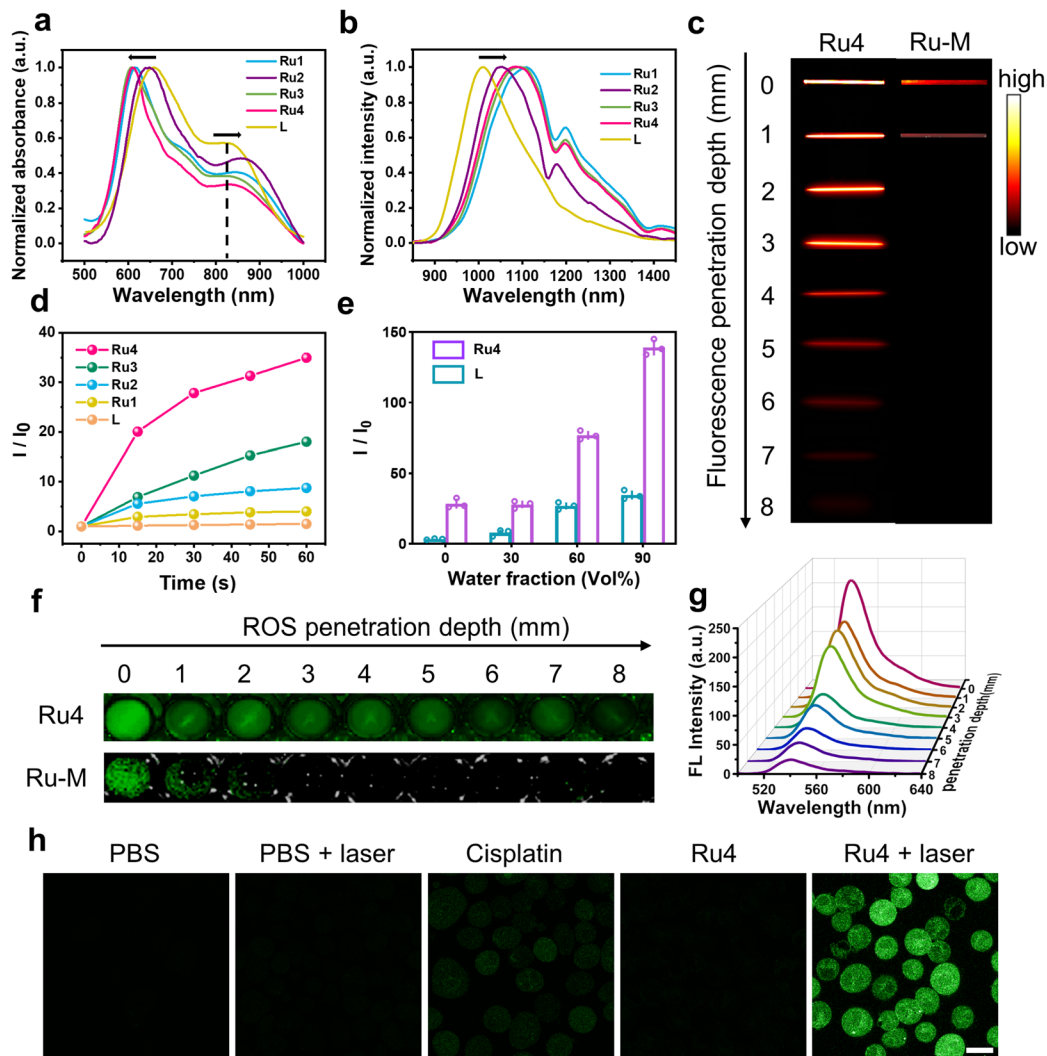 a
Normalized absorbance (a.u.)
1.0
0.8
0.6
0.4
0.2
0.0
Ru1
Ru2
Ru3
Ru4
L
500 600 700 800 900 1000
Wavelength (nm)
b
Normalized intensity (a.u.)
1.0
0.8
0.6
0.4
0.2
0.0
Ru1
Ru2
Ru3
Ru4
L
900 1000 1100 1200 1300 1400
Wavelength (nm)
c
Ru4 Ru-M
Fluorescence penetration depth (mm)
0
1
2
3
4
5
6
7
8
high
low
d
I / I0
40
35
30
25
20
15
10
5
0
Ru4
Ru3
Ru2
Ru1
L
0 10 20 30 40 50 60
Time (s)
e
I / I0
150
100
50
0
Ru4
L
0 30 60 90
Water fraction (Vol%)
f
ROS penetration depth (mm)
0 1 2 3 4 5 6 7 8
Ru4
Ru-M
g
FL Intensity (a.u.)
250
200
150
100
50
0
520 560 600 640
Wavelength (nm)
0
1
2
3
4
5
6
7
8
penetration depth(mm)
h
PBS PBS + laser Cisplatin Ru4 Ru4 + laser